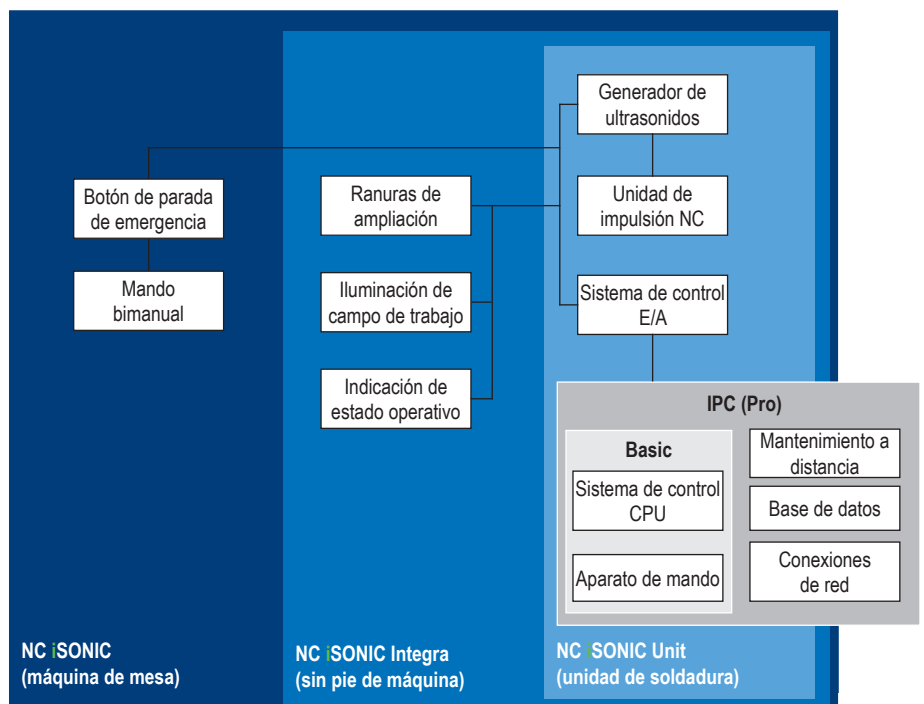 Generador de
ultrasonidos
Botón de parada
de emergencia
Ranuras de
ampliación
Unidad de
impulsión NC
Mando
bimanual
Iluminación de
campo de trabajo
Sistema de control
E/A
Indicación de
estado operativo
IPC (Pro)
Basic
Sistema de control
CPU
Aparato de mando
Mantenimiento a
distancia
Base de datos
Conexiones
de red
NC iSONIC
(máquina de mesa)
NC iSONIC Integra
(sin pie de máquina)
NC iSONIC Unit
(unidad de soldadura)